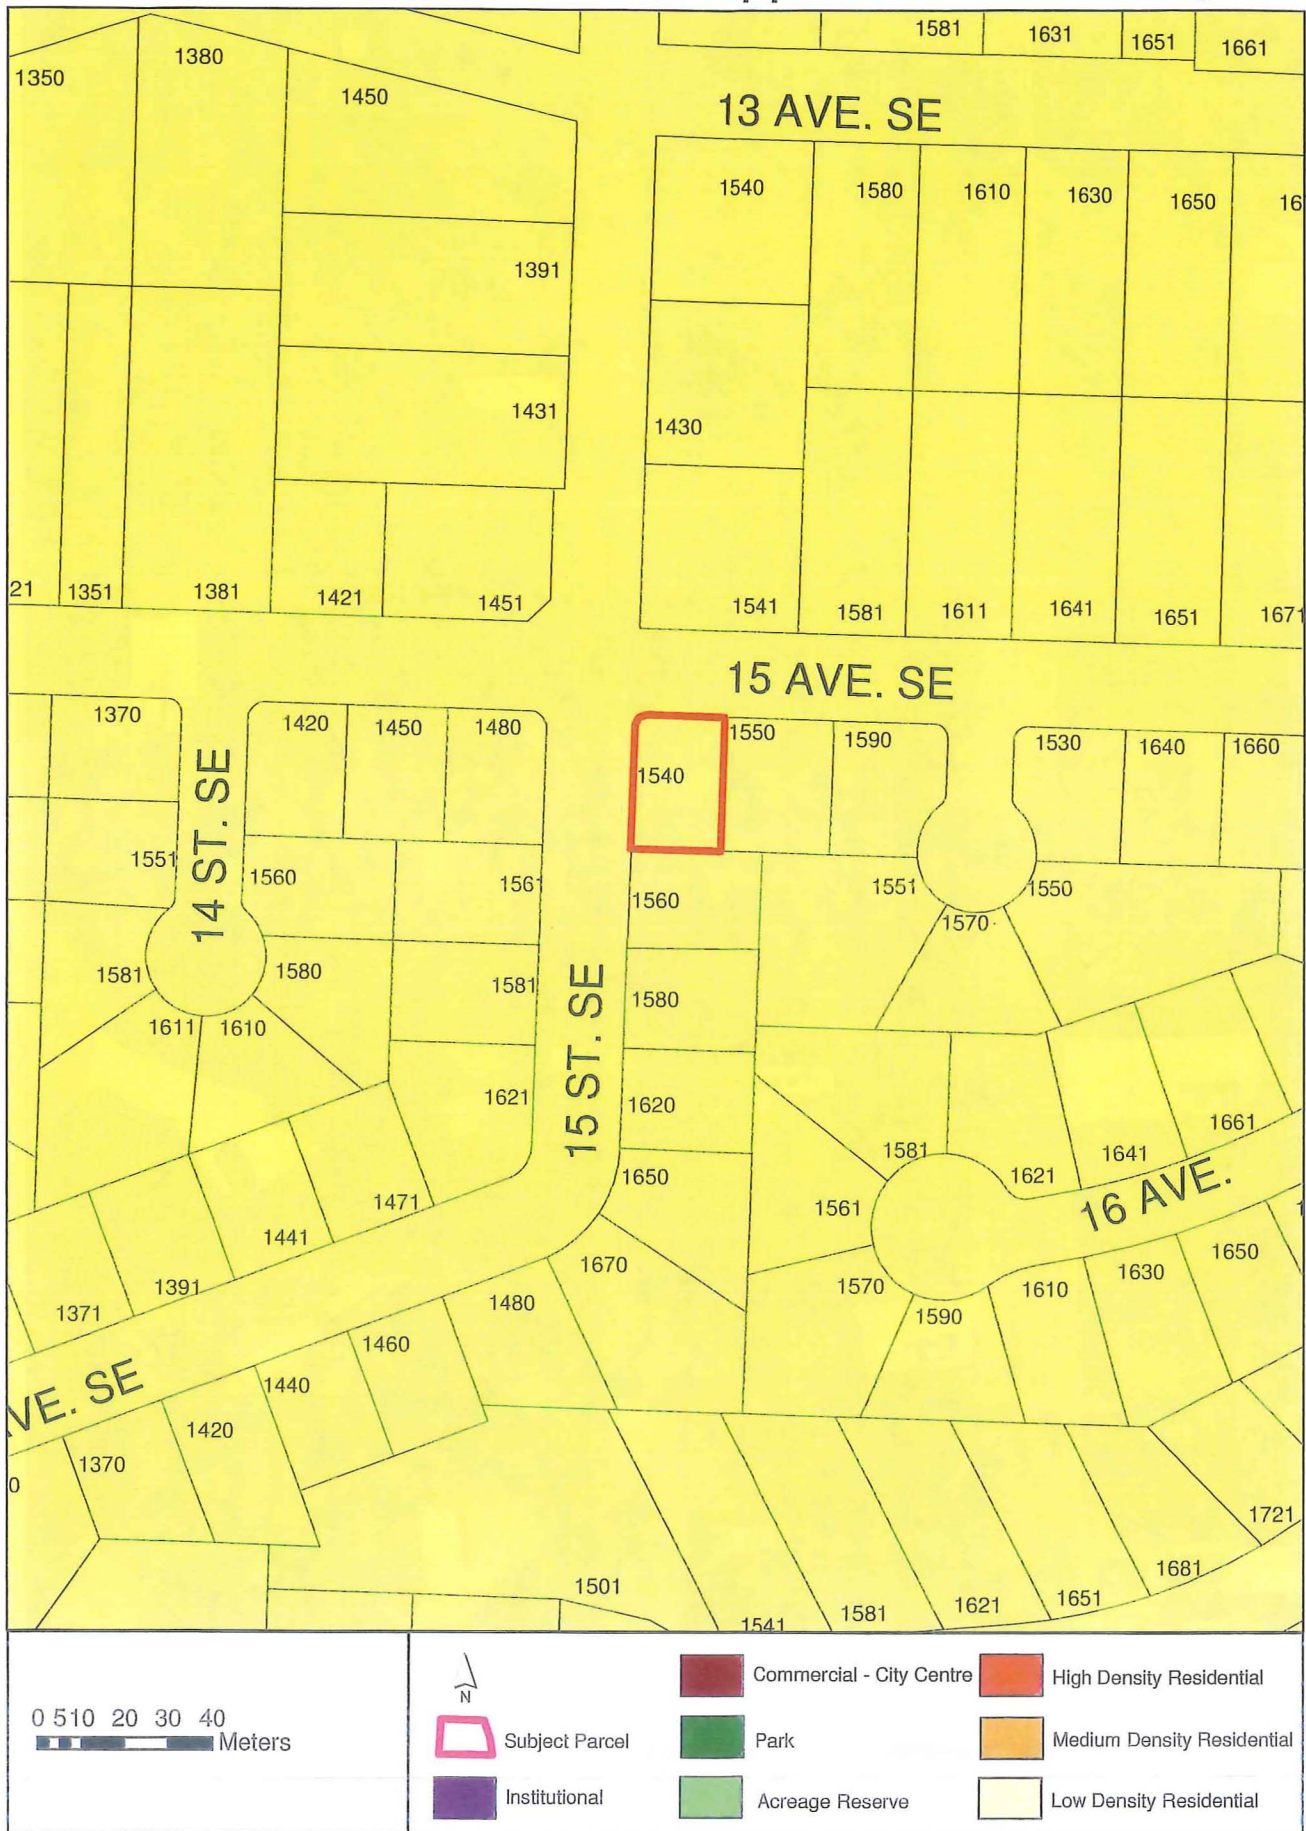 1581 1631 1651 1661
1350 1380 1450
13 AVE. SE
1540 1580 1610 1630 1650 16
1391
1431
1430
21 1351 1381 1421 1451
1541 1581 1611 1641 1651 1671
15 AVE. SE
1370 1420 1450 1480
1550 1590 1530 1640 1660
1540
14 ST. SE
1551 1560 1561
1560 1551 1570 1550
1581 1580 1581 1580
15 ST. SE
1611 1610
1621 1620
1581 1621 1641 1661
16 AVE.
1650
1471 1441 1391 1371
1561
1670
1570 1590 1610 1630 1650 1
1480
1460
1440
1420
1370
0
VE. SE
1501
1541 1581 1621 1651 1681 1721
0 5 10 20 30 40
Meters
N
Subject Parcel
Institutional
Commercial - City Centre
Park
Acreage Reserve
High Density Residential
Medium Density Residential
Low Density Residential